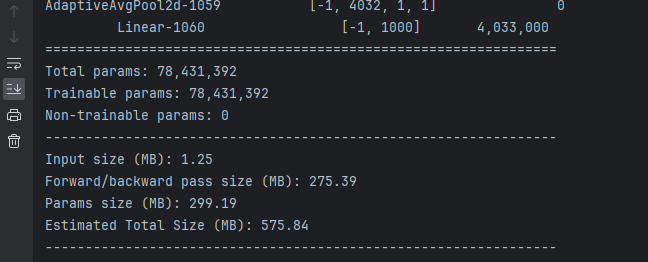 AdaptiveAvgPool2d-1059 [-1, 4032, 1, 1] 0
Linear-1060 [-1, 1000] 4,033,000
================================================================
Total params: 78,431,392
Trainable params: 78,431,392
Non-trainable params: 0
----------------------------------------------------------------
Input size (MB): 1.25
Forward/backward pass size (MB): 275.39
Params size (MB): 299.19
Estimated Total Size (MB): 575.84
----------------------------------------------------------------